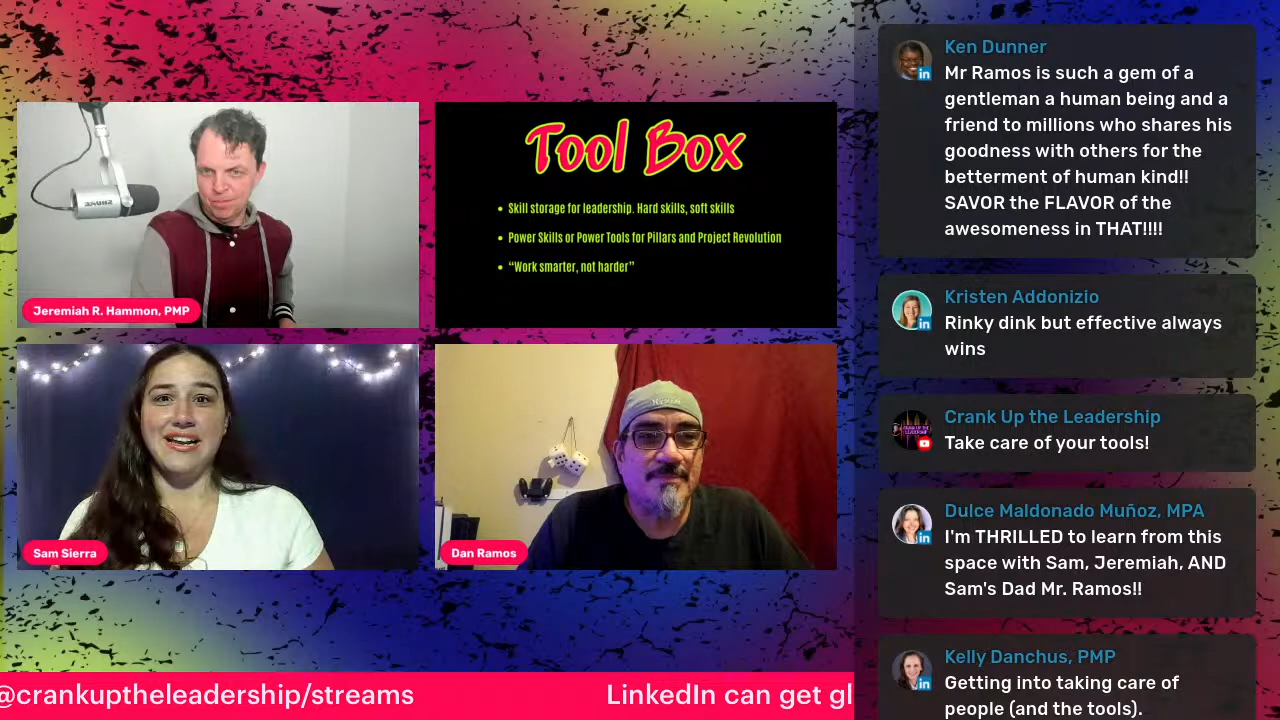 Tool Box
• Skill storage for leadership. Hard skills, soft skills
• Power Skills or Power Tools for Pillars and Project Revolution
• “Work smarter, not harder”
Jeremiah R. Hammon, PMP
Sam Sierra
Dan Ramos
@crankuptheleadership/streams
LinkedIn can get gl
Ken Dunner
Mr Ramos is such a gem of a
gentleman a human being and a
friend to millions who shares his
goodness with others for the
betterment of human kind!!
SAVOR the FLAVOR of the
awesomeness in THAT!!!!
Kristen Addonizio
Rinky dink but effective always
wins
Crank Up the Leadership
Take care of your tools!
Dulce Maldonado Muñoz, MPA
I'm THRILLED to learn from this
space with Sam, Jeremiah, AND
Sam's Dad Mr. Ramos!!
Kelly Danchus, PMP
Getting into taking care of
people (and the tools).